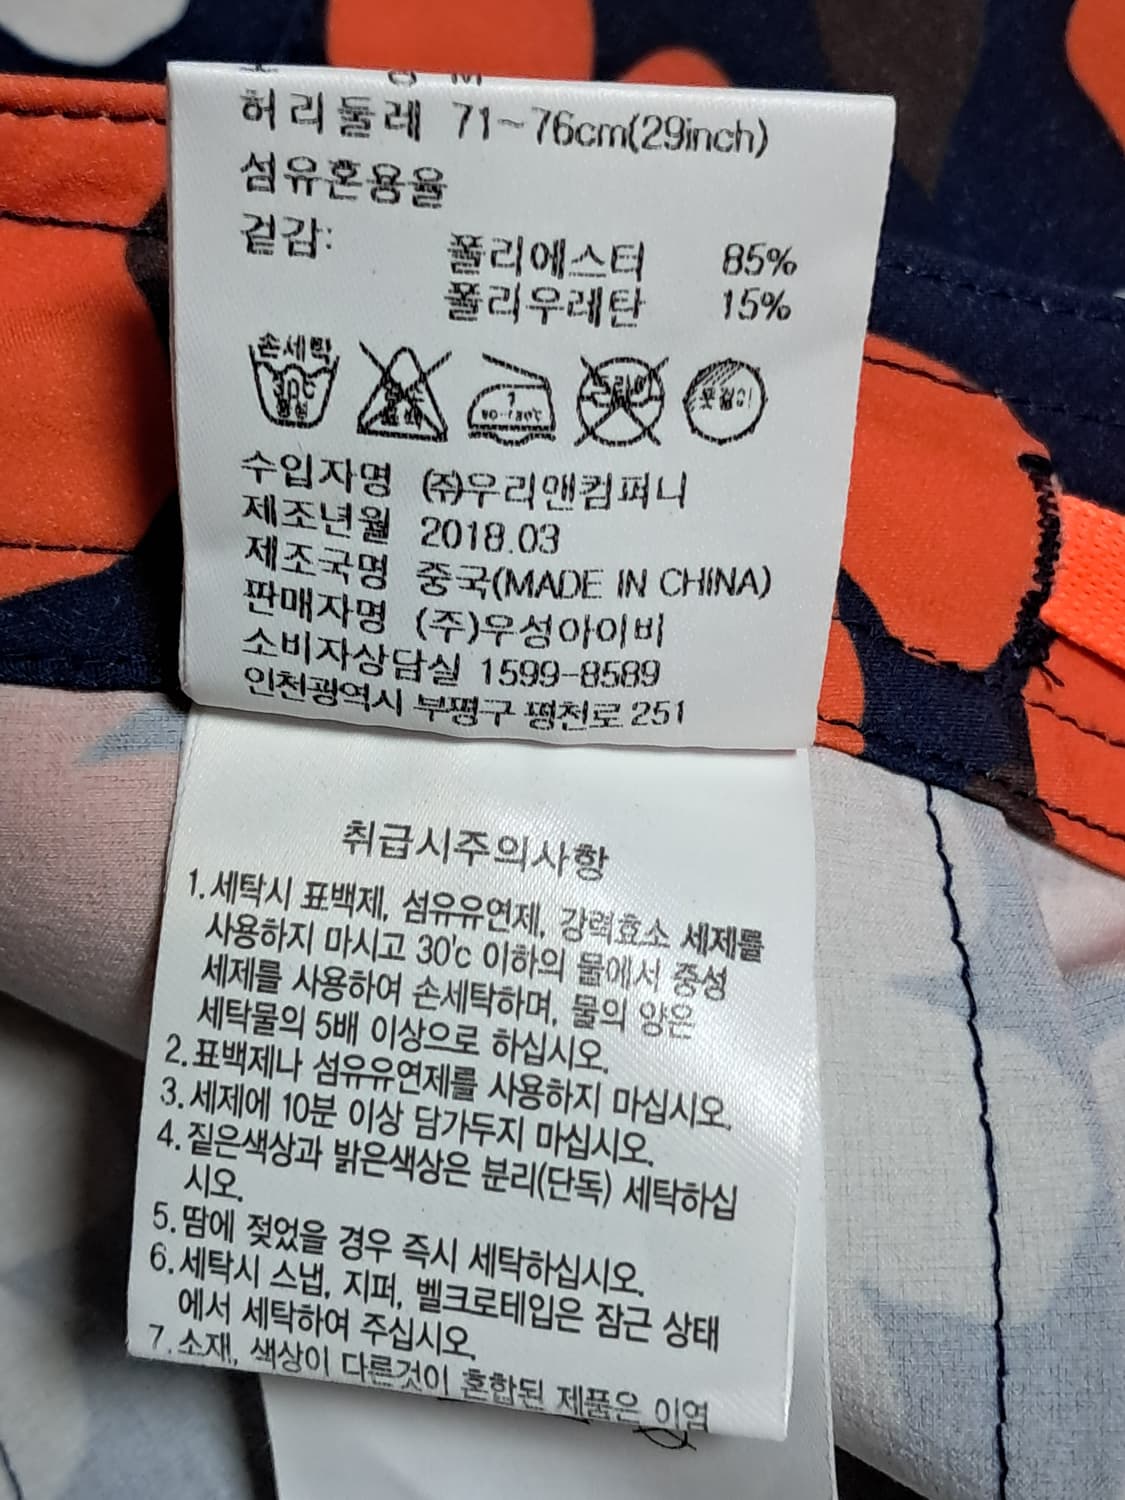 허리둘레 71~76cm(29inch)
섬유혼용율
겉감: 폴리에스터 85%
폴리우레탄 15%
손세탁
30℃
중성
수입자명 (주)우리앤컴퍼니
제조년월 2018.03
제조국명 중국(MADE IN CHINA)
판매자명 (주)우성아이비
소비자상담실 1599-8589
인천광역시 부평구 평천로 251
취급시주의사항
1. 세탁시 표백제, 섬유유연제, 강력효소 세제를
사용하지 마시고 30'c 이하의 물에서 중성
세제를 사용하여 손세탁하며, 물의 양은
세탁물의 5배 이상으로 하십시오.
2. 표백제나 섬유유연제를 사용하지 마십시오.
3. 세제에 10분 이상 담가두지 마십시오.
4. 짙은색상과 밝은색상은 분리(단독) 세탁하십
시오.
5. 땀에 젖었을 경우 즉시 세탁하십시오.
6. 세탁시 스냅, 지퍼, 벨크로테입은 잠근 상태
에서 세탁하여 주십시오.
7. 소재, 색상이 다른것이 혼합된 제품은 이염